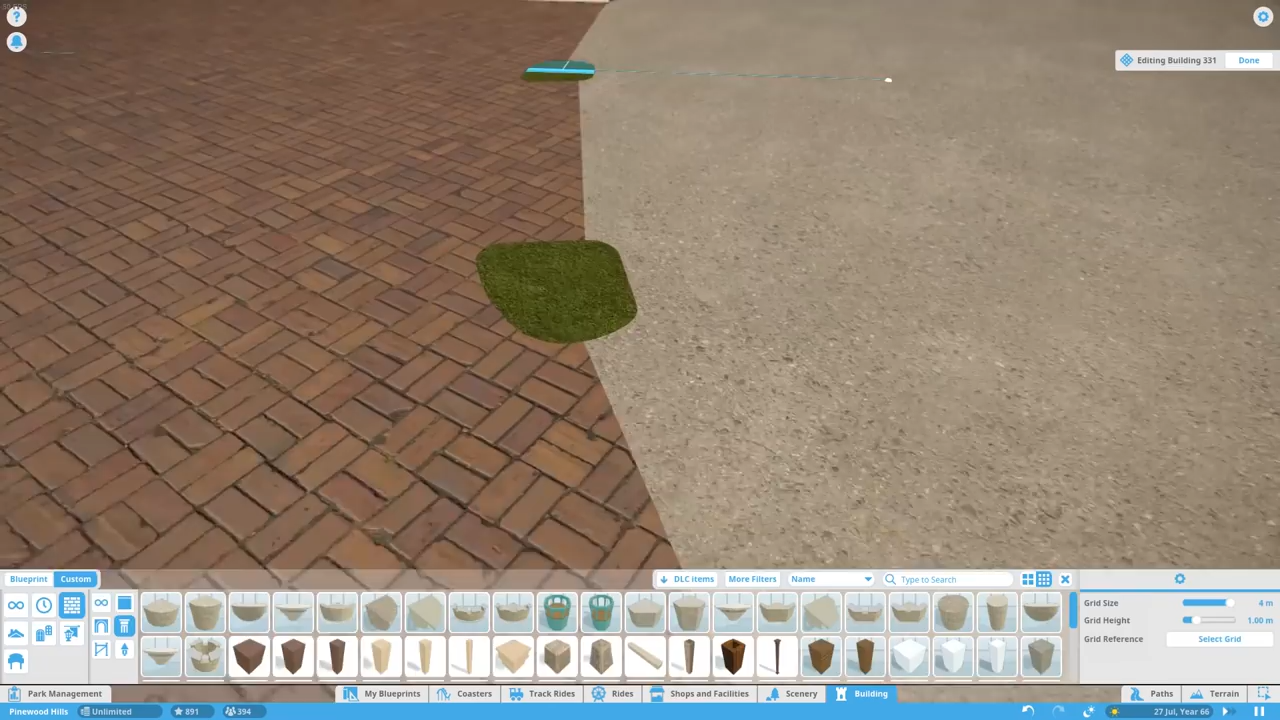 ?
Editing Building 331 Done
Blueprint Custom
DLC items More Filters Name Type to Search
Grid Size 4 m
Grid Height 1.00 m
Grid Reference Select Grid
Park Management My Blueprints Coasters Track Rides Rides Shops and Facilities Scenery Building Paths Terrain
Pinewood Hills Unlimited 891 394 27 Jul, Year 66